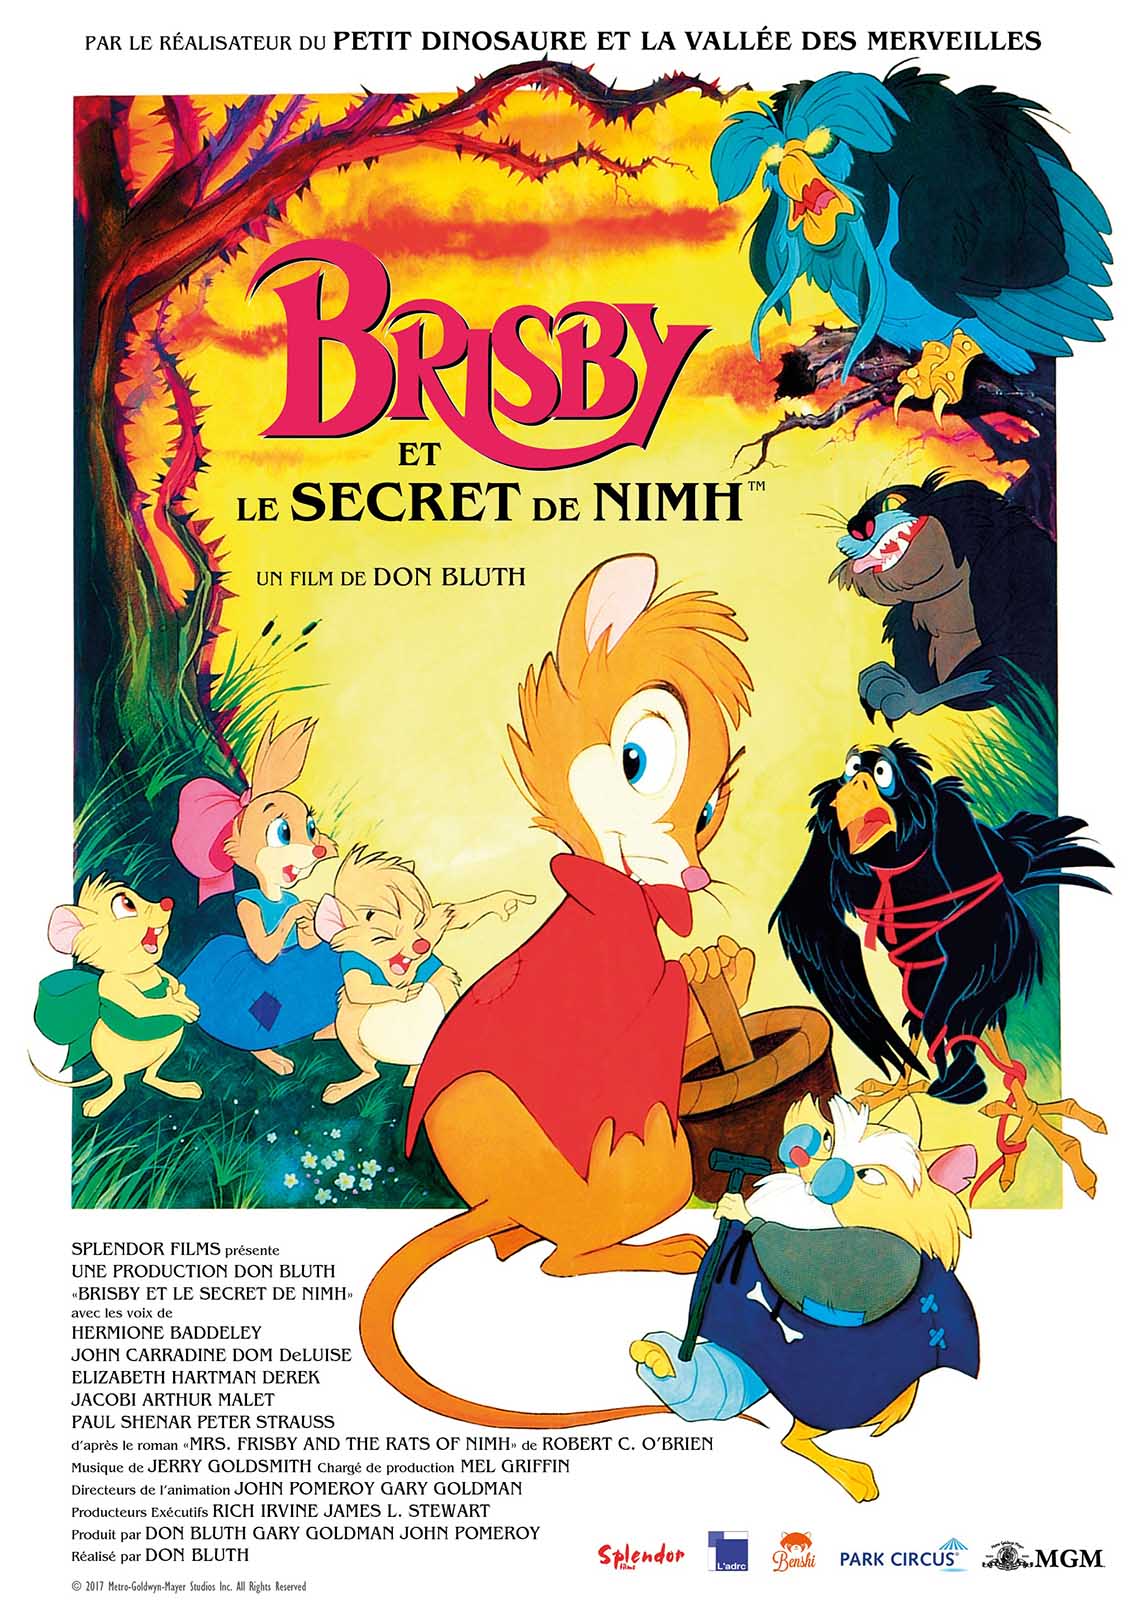 PAR LE RÉALISATEUR DU PETIT DINOSAURE ET LA VALLÉE DES MERVEILLES
BRISBY
ET
LE SECRET DE NIMH™
UN FILM DE DON BLUTH
SPLENDOR FILMS présente
UNE PRODUCTION DON BLUTH
«BRISBY ET LE SECRET DE NIMH»
avec les voix de
HERMIONE BADDELEY
JOHN CARRADINE DOM DeLUISE
ELIZABETH HARTMAN DEREK
JACOBI ARTHUR MALET
PAUL SHENAR PETER STRAUSS
d'après le roman «MRS. FRISBY AND THE RATS OF NIMH» de ROBERT C. O'BRIEN
Musique de JERRY GOLDSMITH Chargé de production MEL GRIFFIN
Directeurs de l'animation JOHN POMEROY GARY GOLDMAN
Producteurs Exécutifs RICH IRVINE JAMES L. STEWART
Produit par DON BLUTH GARY GOLDMAN JOHN POMEROY
Réalisé par DON BLUTH
Splendor films
L'adrc
Benshi
PARK CIRCUS
MGM
© 2017 Metro-Goldwyn-Mayer Studios Inc. All Rights Reserved